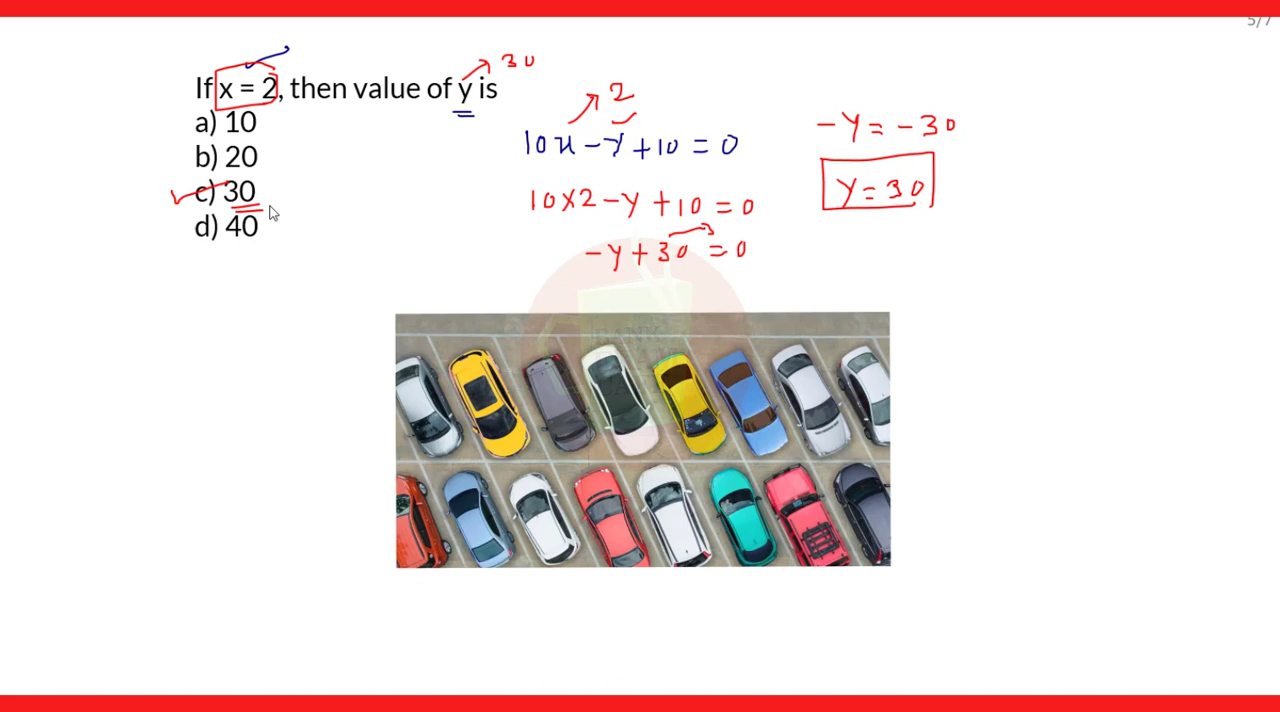 5/7
30
If x = 2, then value of y is
a) 10
b) 20
c) 30
d) 40
2
10x - y + 10 = 0
10x2 - y + 10 = 0
- y + 30 = 0
- y = - 30
y = 30